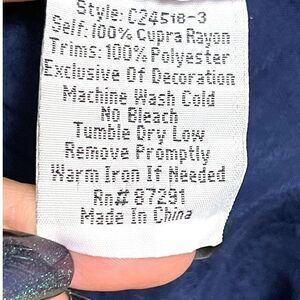 Style: C24518-3
Self: 100% Cupra Rayon
Trims: 100% Polyester
Exclusive Of Decoration
Machine Wash Cold
No Bleach
Tumble Dry Low
Remove Promptly
Warm Iron If Needed
Rn# 87291
Made In China